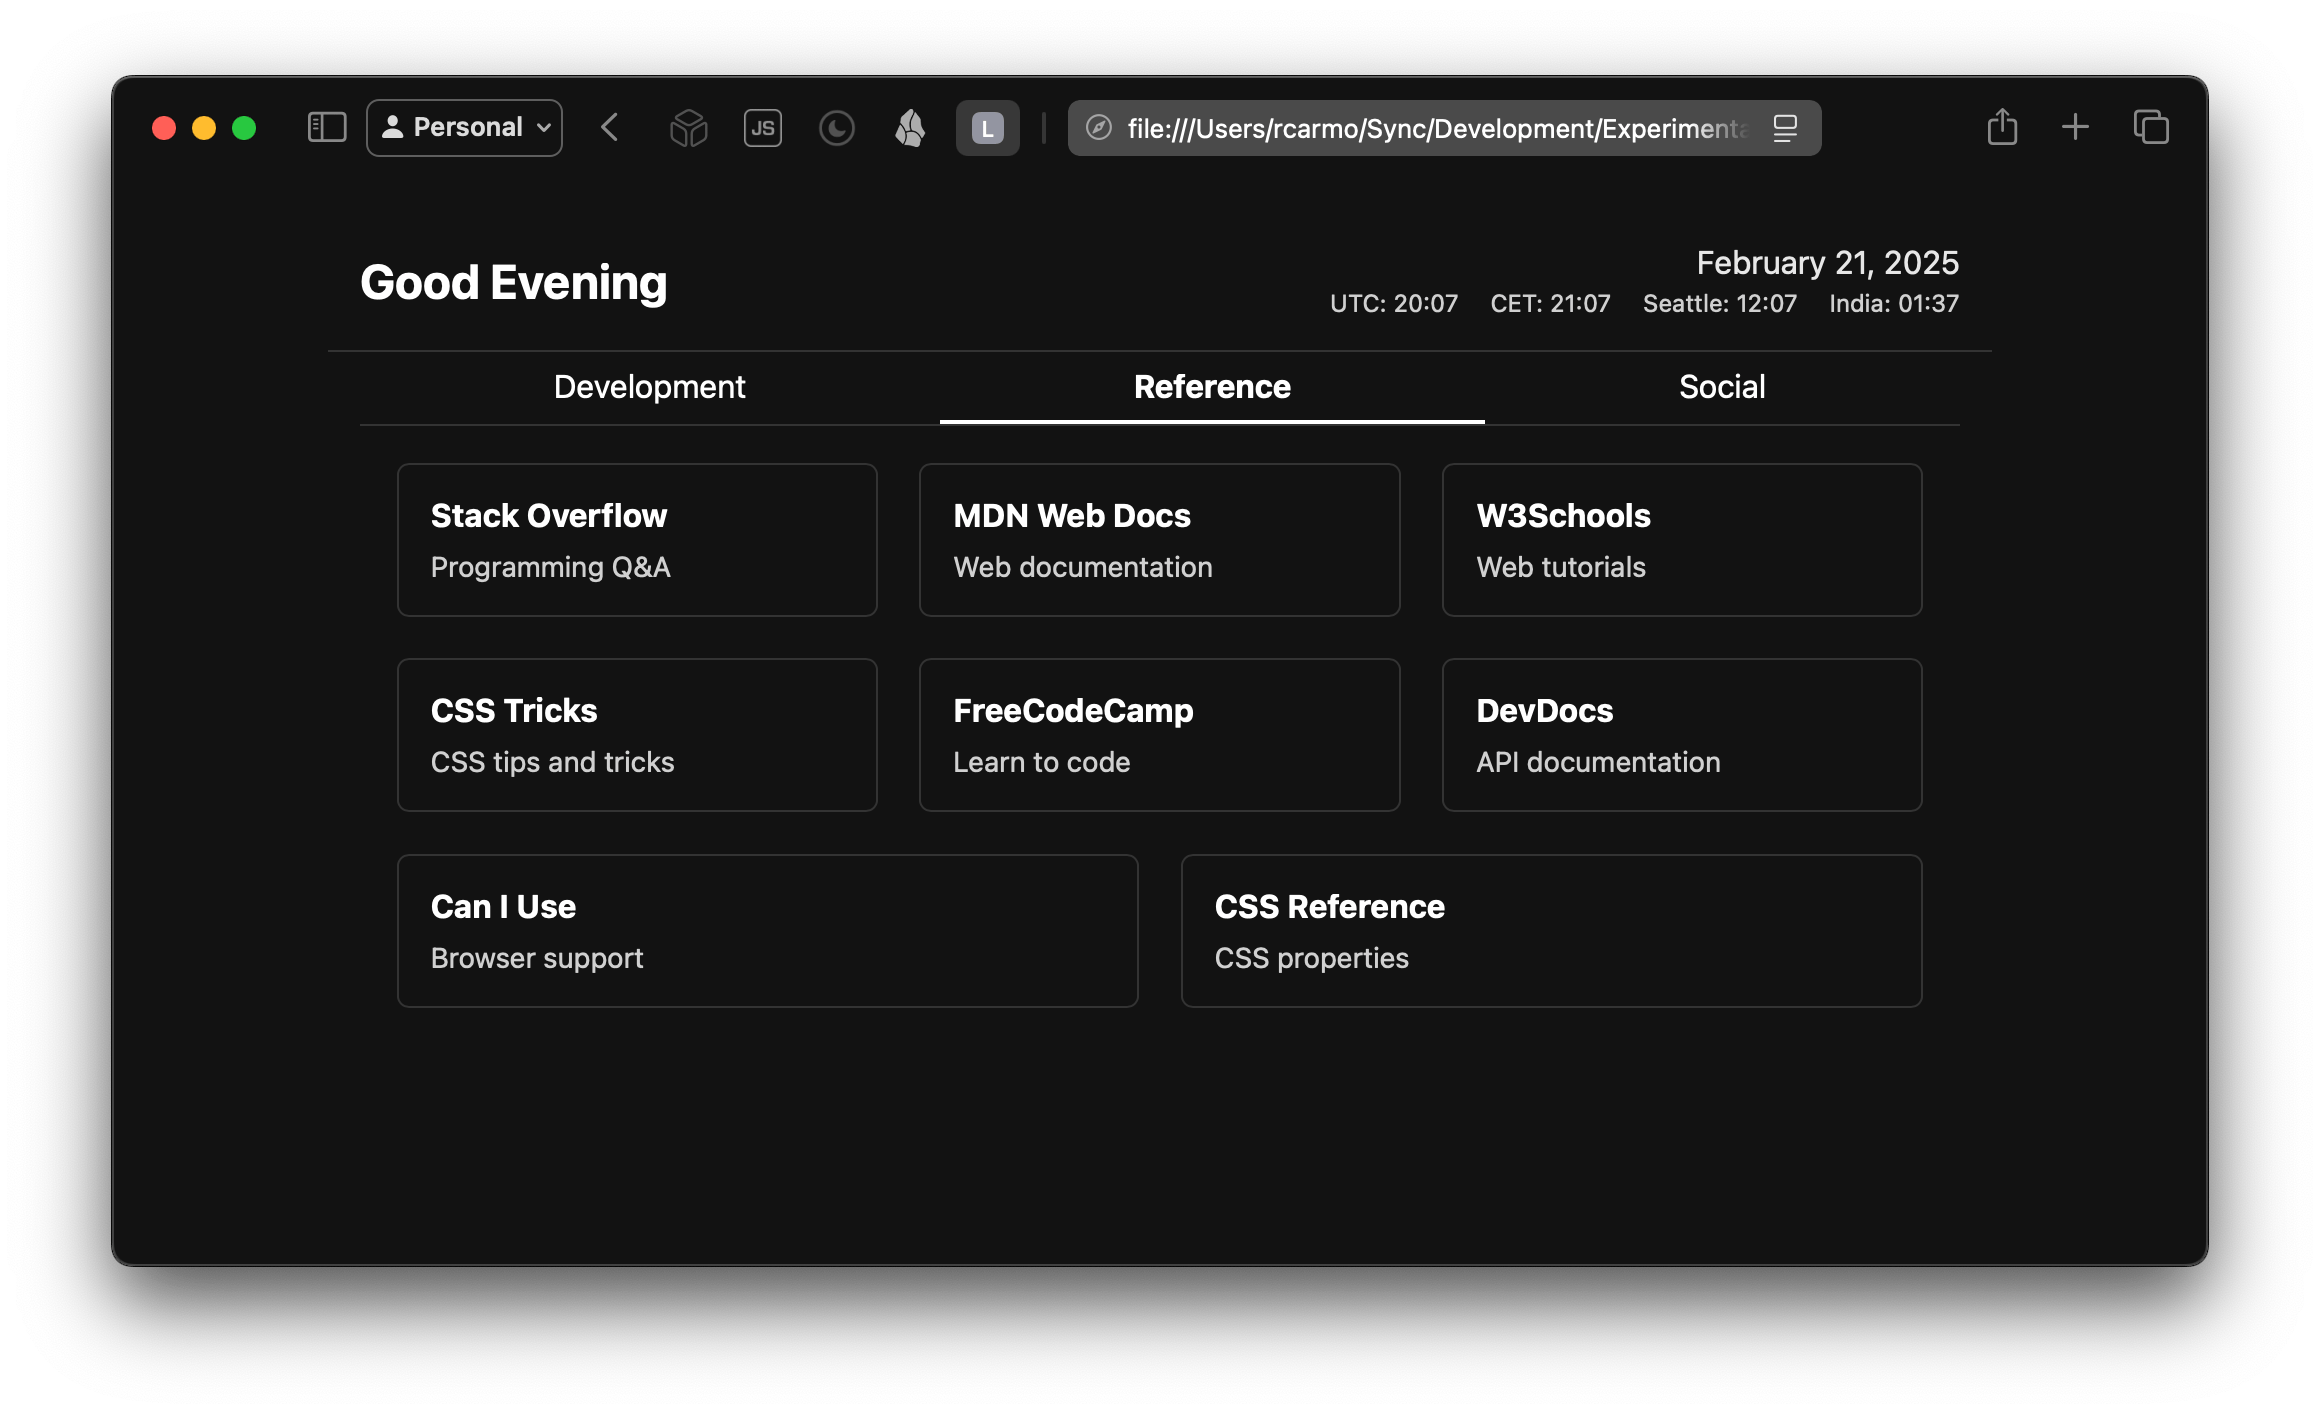 Personal
JS
L
file:///Users/rcarmo/Sync/Development/Experimenta
Good Evening
February 21, 2025
UTC: 20:07 CET: 21:07 Seattle: 12:07 India: 01:37
Development Reference Social
Stack Overflow
Programming Q&A
MDN Web Docs
Web documentation
W3Schools
Web tutorials
CSS Tricks
CSS tips and tricks
FreeCodeCamp
Learn to code
DevDocs
API documentation
Can I Use
Browser support
CSS Reference
CSS properties